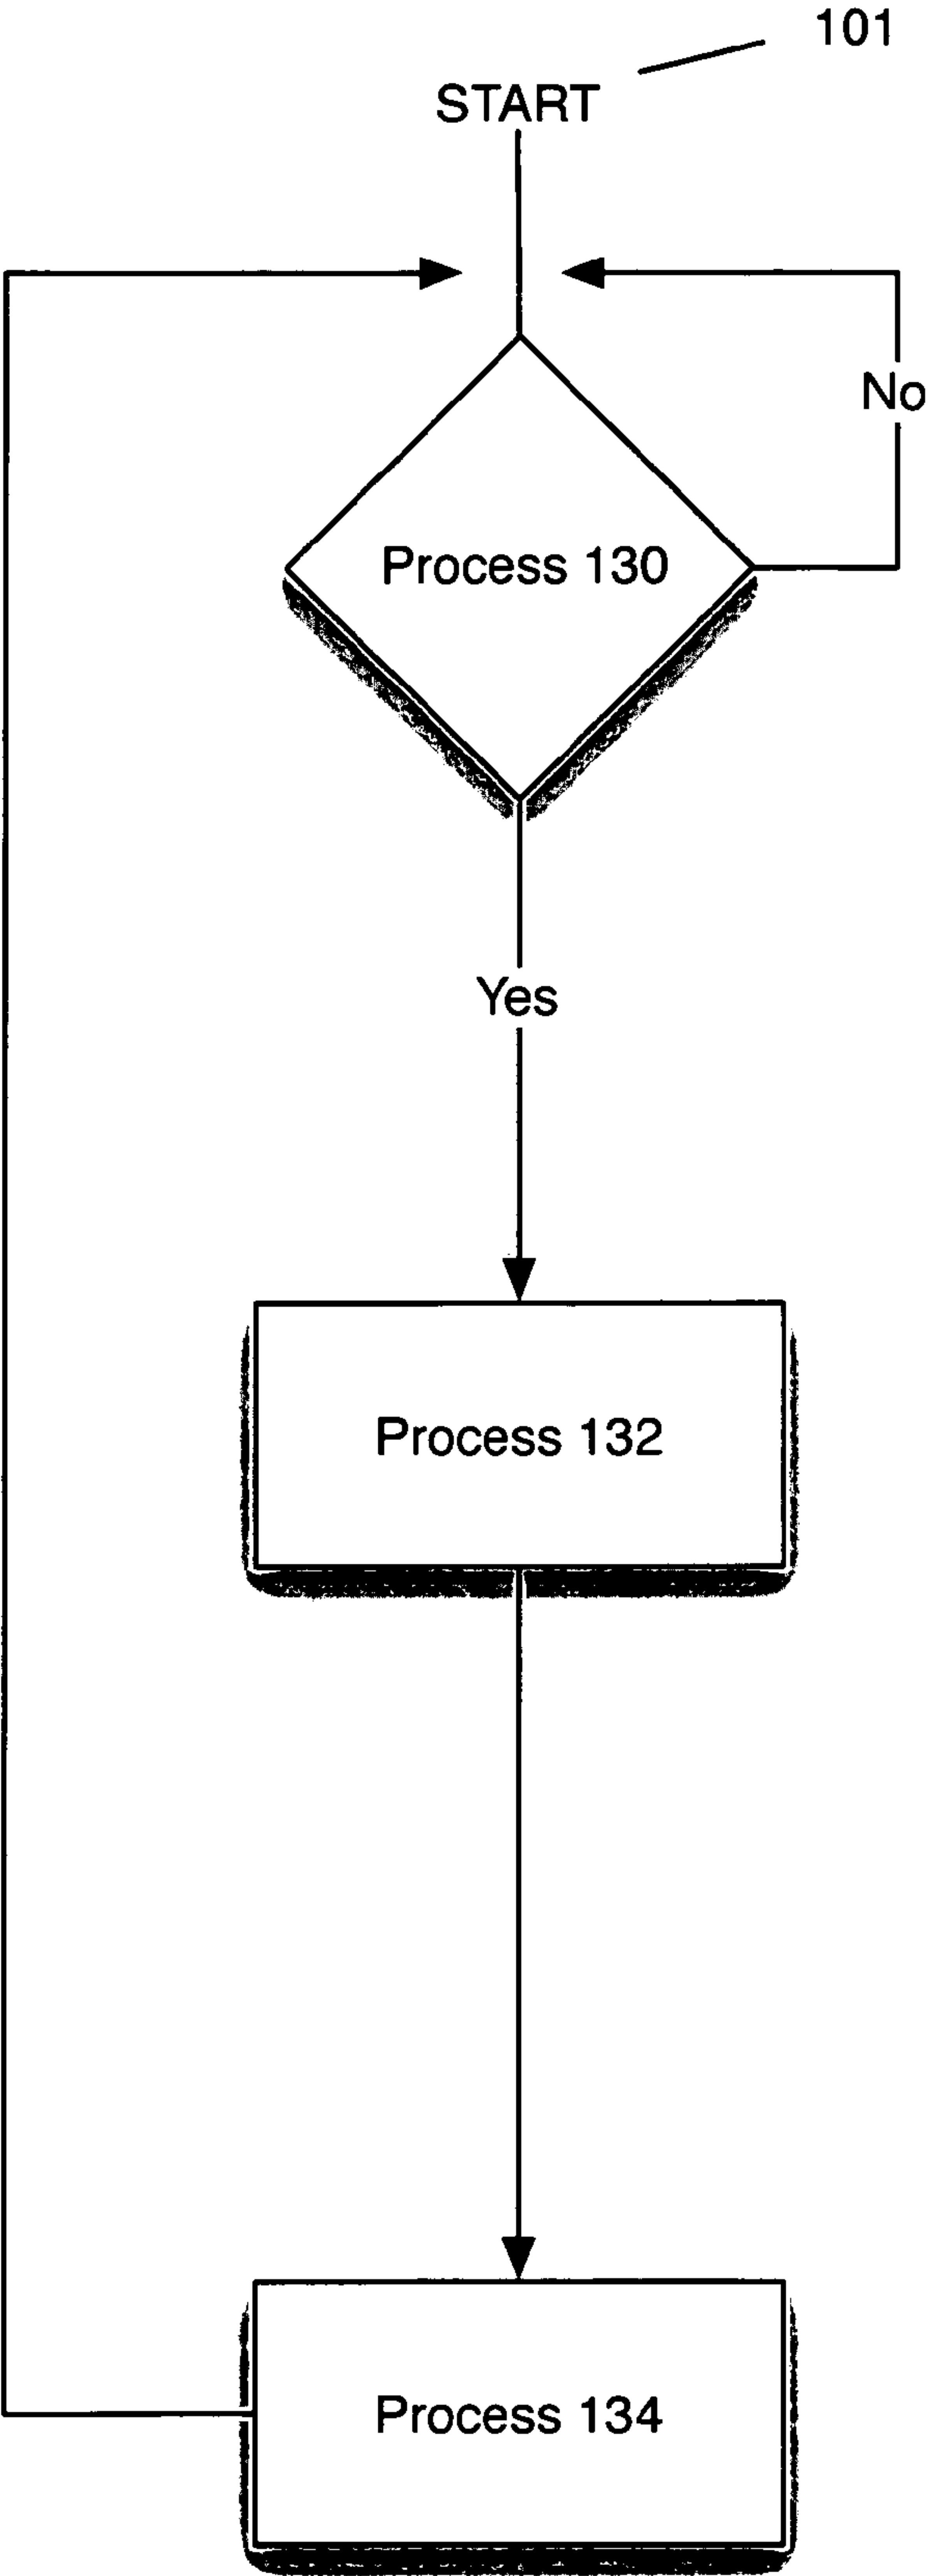 101
START
No
Process 130
Yes
Process 132
Process 134